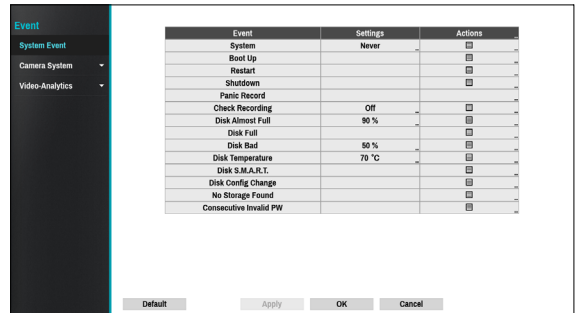 Event
System Event
Camera System
Video-Analytics
Event Settings Actions
System Never
Boot Up
Restart
Shutdown
Panic Record
Check Recording Off
Disk Almost Full 90 %
Disk Full
Disk Bad 50 %
Disk Temperature 70 °C
Disk S.M.A.R.T.
Disk Config Change
No Storage Found
Consecutive Invalid PW
Default Apply OK Cancel